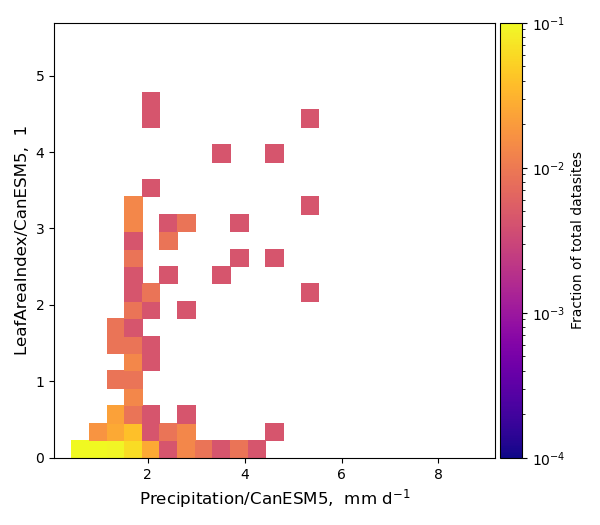 10⁻¹
5
4
10⁻²
3
LeafAreaIndex/CanESM5, 1
Fraction of total datasites
2
10⁻³
1
0
10⁻⁴
2 4 6 8
Precipitation/CanESM5, mm d⁻¹